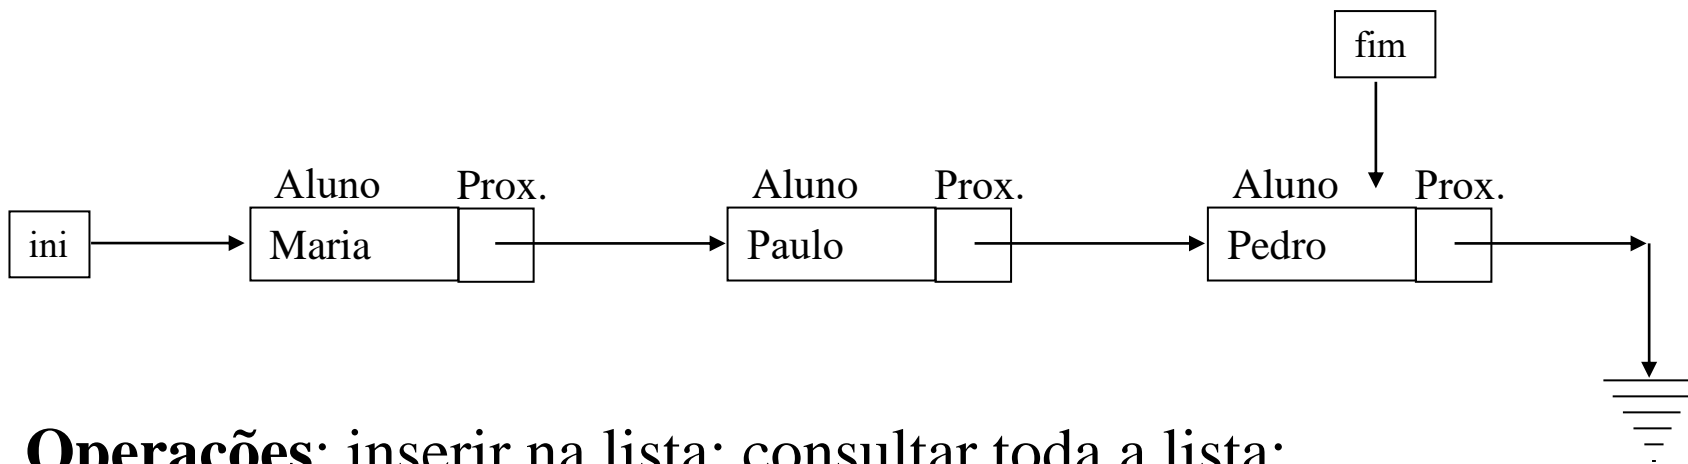 fim
Aluno Prox. Aluno Prox. Aluno Prox.
ini Maria Paulo Pedro
Operações: inserir na lista; consultar toda a lista;